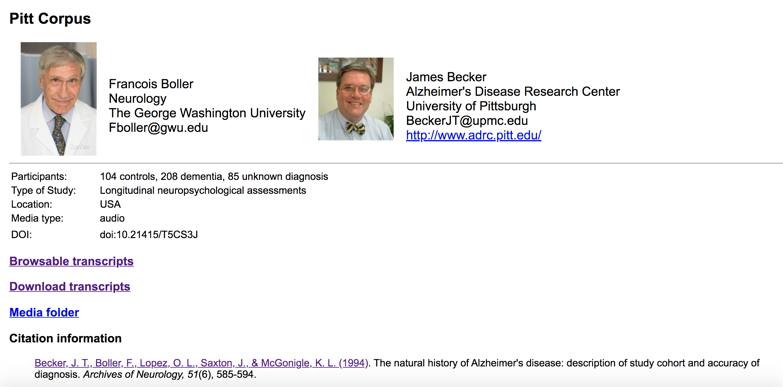 Pitt Corpus
Francois Boller
Neurology
The George Washington University
Fboller@gwu.edu
James Becker
Alzheimer's Disease Research Center
University of Pittsburgh
BeckerJT@upmc.edu
http://www.adrc.pitt.edu/
Participants: 104 controls, 208 dementia, 85 unknown diagnosis
Type of Study: Longitudinal neuropsychological assessments
Location: USA
Media type: audio
DOI: doi:10.21415/T5CS3J
Browsable transcripts
Download transcripts
Media folder
Citation information
Becker, J. T., Boller, F., Lopez, O. L., Saxton, J., & McGonigle, K. L. (1994). The natural history of Alzheimer's disease: description of study cohort and accuracy of
diagnosis. Archives of Neurology, 51(6), 585-594.